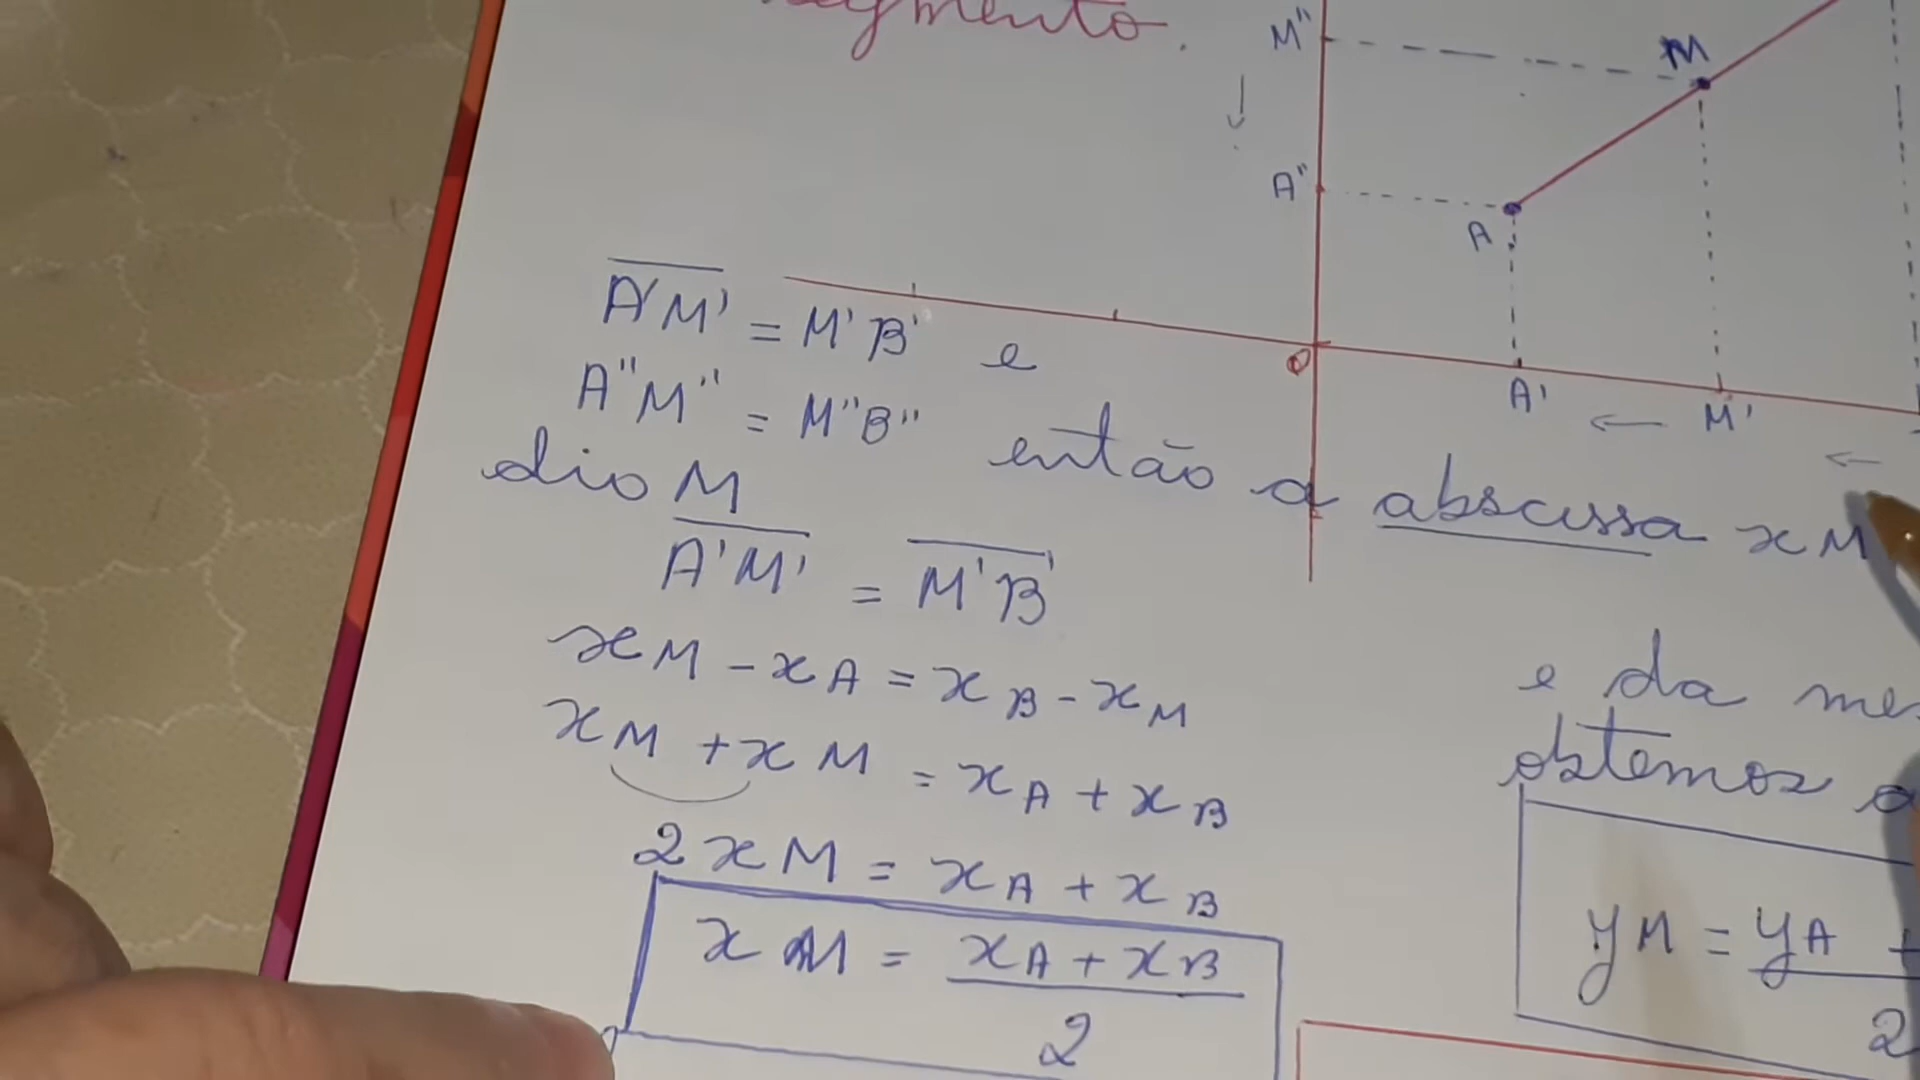 segmento.
M"
M
A"
A
O
A'
M'
A'M' = M'B' e
A"M" = M"B" então a abscissa xM
dio M
A'M' = M'B'
xM - xA = xB - xM
xM + xM = xA + xB
2xM = xA + xB
xM = xA + xB
2
e da me
obtemos a
yM = yA +
2